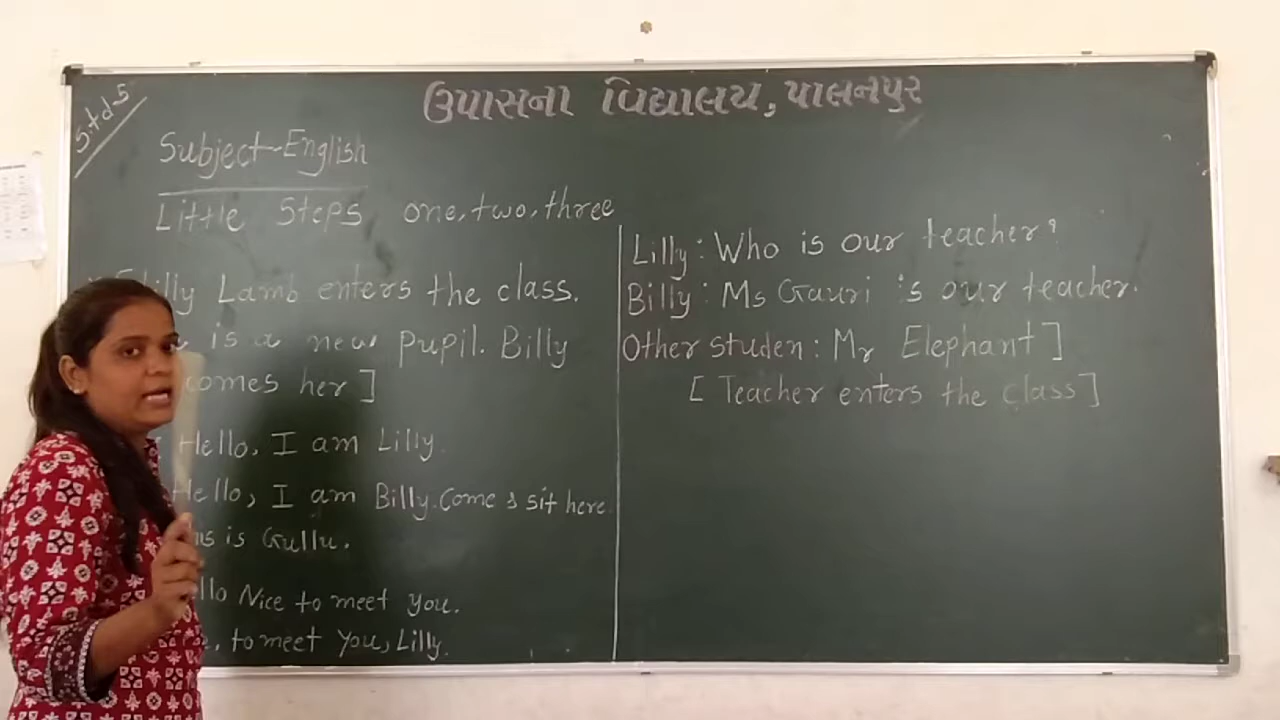 Std-5
ઉપાસના વિદ્યાલય, પાલનપુર
Subject-English
Little Steps one, two, three
Lamb enters the class.
is a new pupil. Billy
comes her]
Hello, I am Lilly.
Hello, I am Billy. Come & sit here.
is Gullu.
Nice to meet you.
to meet you, Lilly.
Lilly: Who is our teacher?
Billy: Ms Gauri is our teacher.
Other studen: Mr Elephant]
[Teacher enters the class]